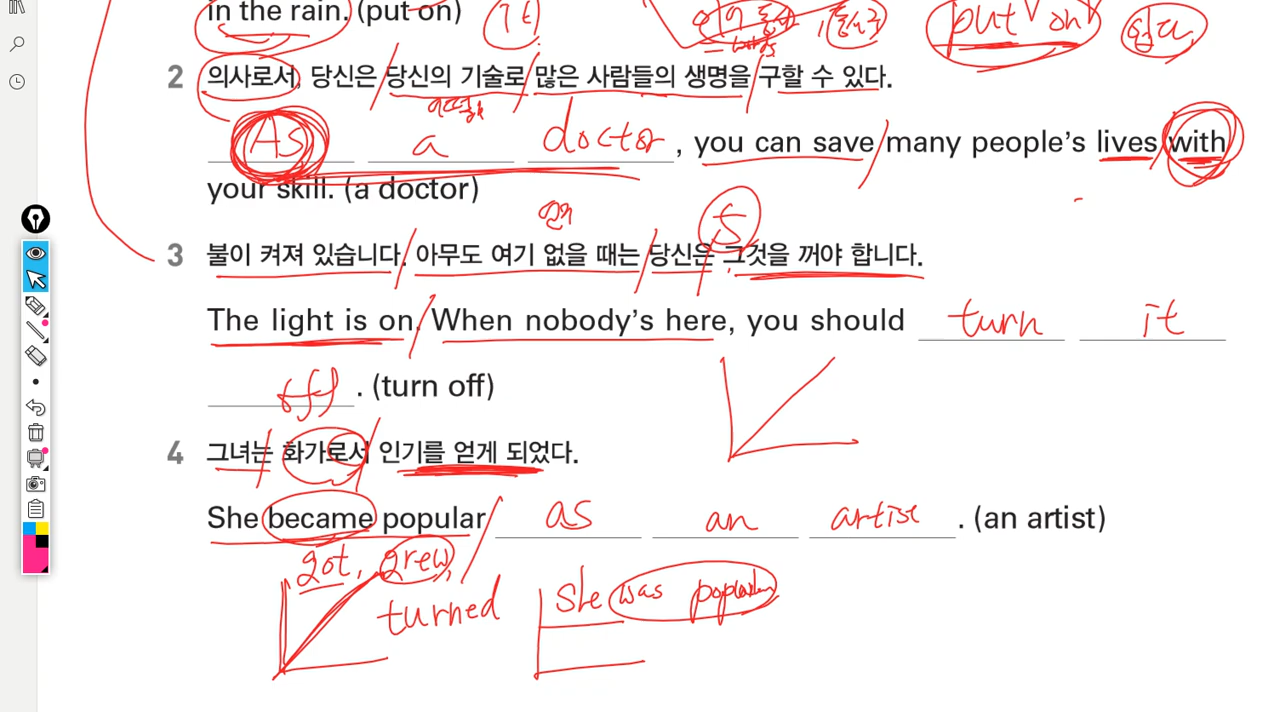 in the rain. (put on)
put on
2 의사로서, 당신은 당신의 기술로 많은 사람들의 생명을 구할 수 있다.
As a doctor, you can save many people's lives with
your skill. (a doctor)
5
3 불이 켜져 있습니다. 아무도 여기 없을 때는 당신은 그것을 꺼야 합니다.
The light is on. When nobody's here, you should turn it
off. (turn off)
4 그녀는 화가로서 인기를 얻게 되었다.
She became popular as an artist. (an artist)
got, grew,
turned
She was popular